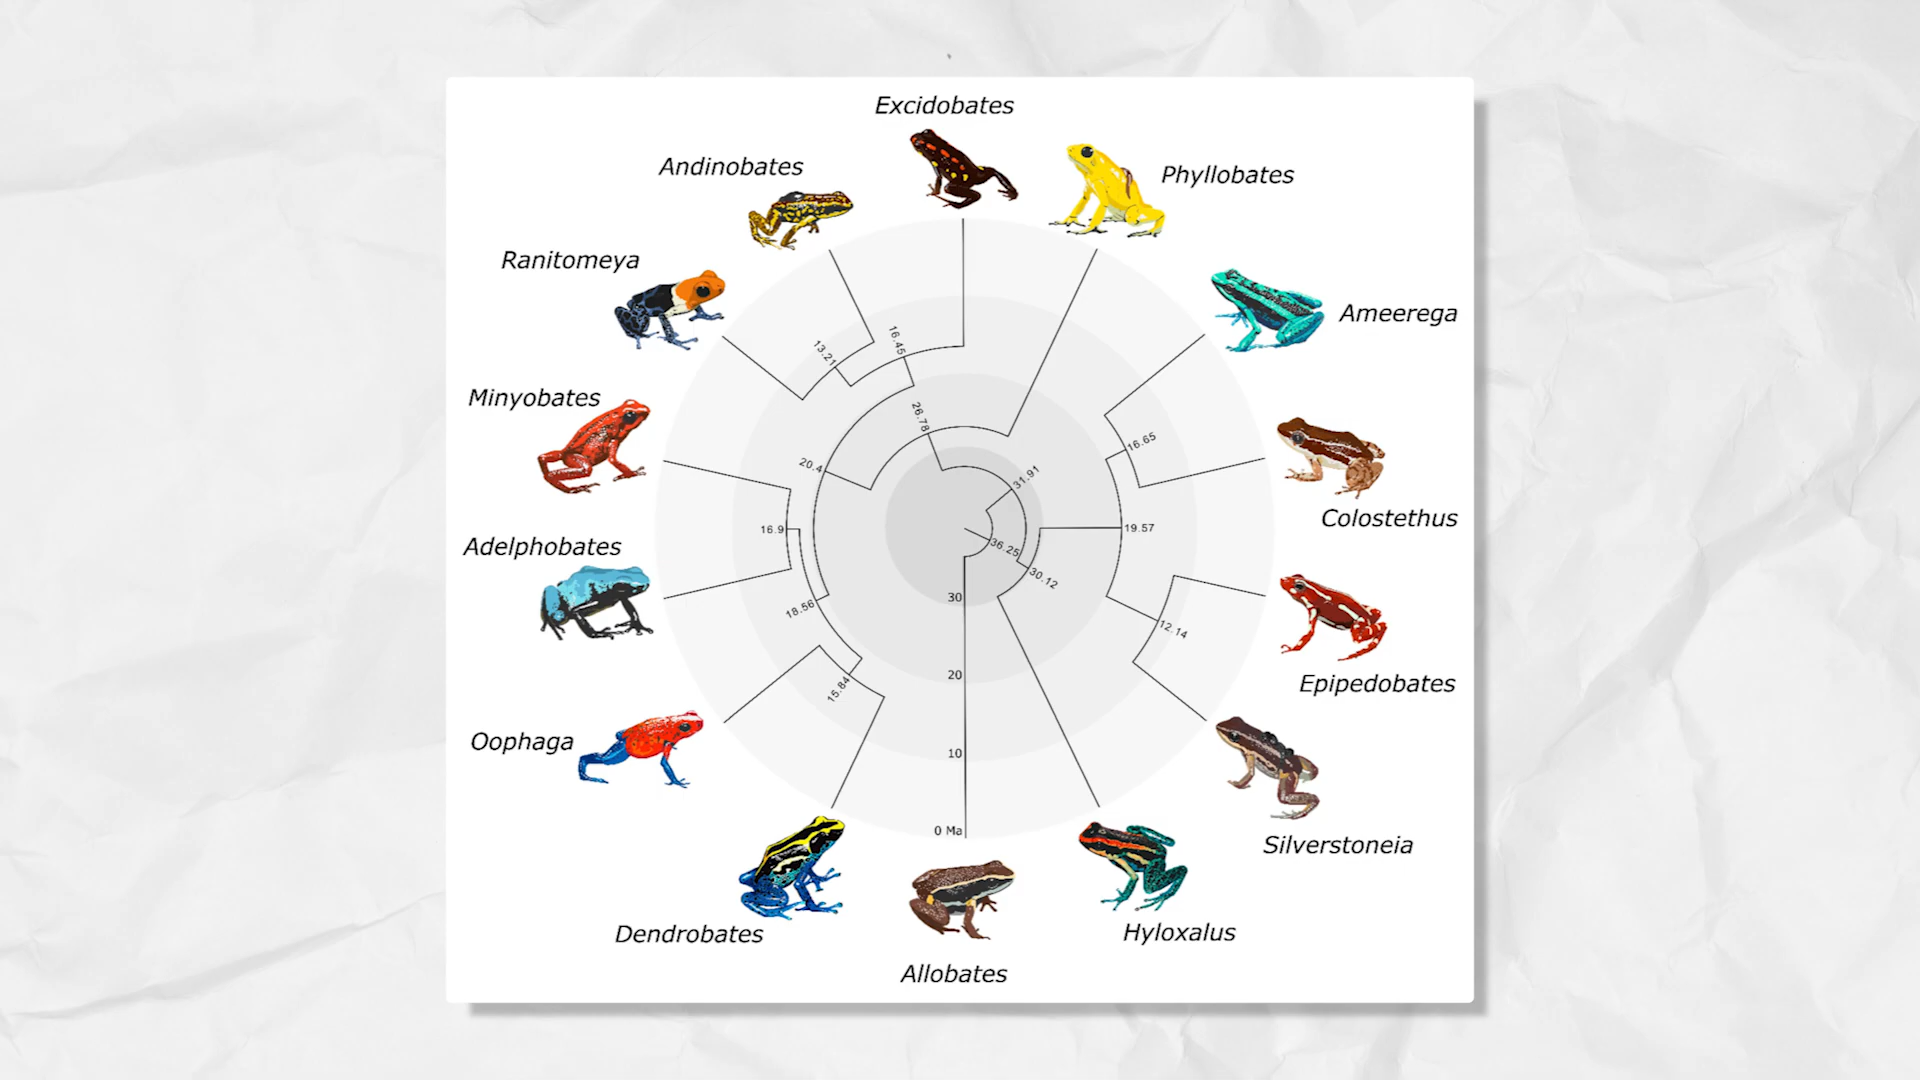 Excidobates
Andinobates
Phyllobates
Ranitomeya
Ameerega
16.45
13.21
Minyobates
26.78
16.65
20.4
31.91
Colostethus
16.9
19.57
Adelphobates
36.25
30.12
30
18.56
12.14
20
Epipedobates
15.84
Oophaga
10
0 Ma
Silverstoneia
Dendrobates
Hyloxalus
Allobates